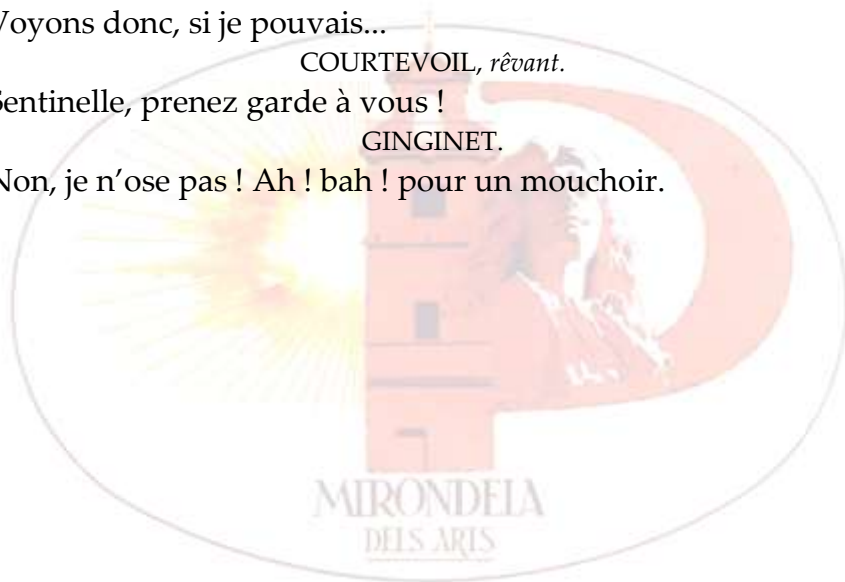 Voyons donc, si je pouvais...
COURTEVOIL, rêvant.
Sentinelle, prenez garde à vous !
GINGINET.
Non, je n’ose pas ! Ah ! bah ! pour un mouchoir.
MIRONDELA
DELS ARTS